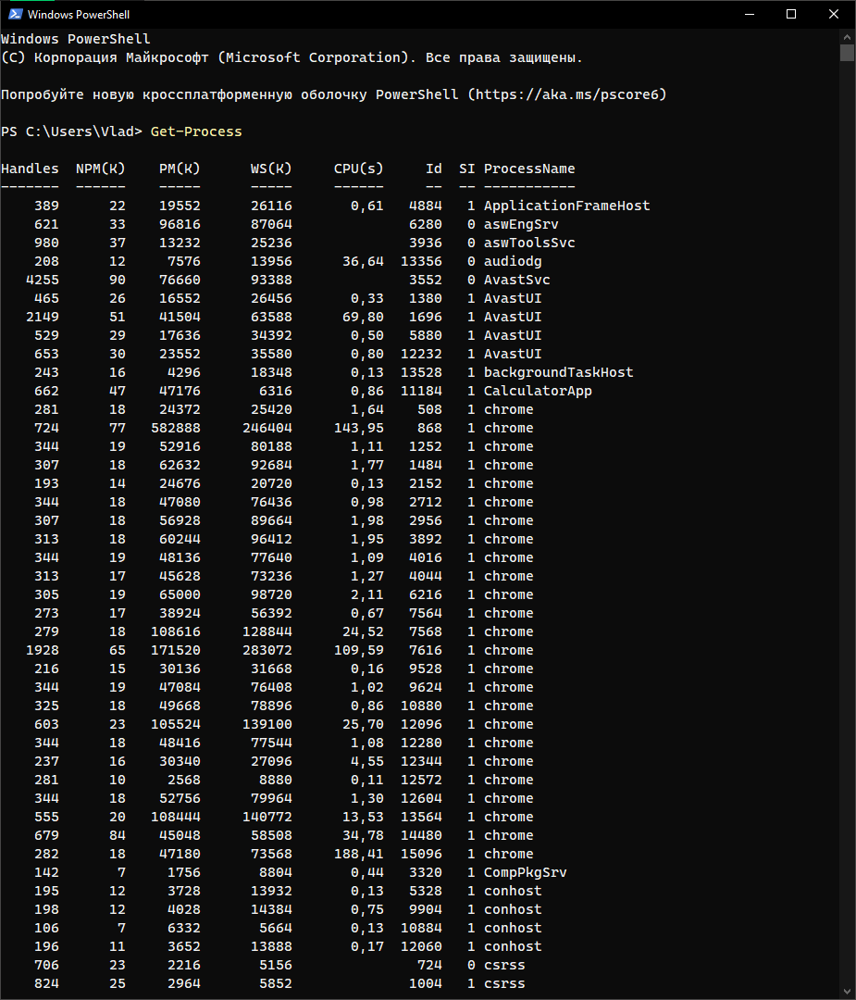 Windows PowerShell
Windows PowerShell
(C) Корпорация Майкрософт (Microsoft Corporation). Все права защищены.
Попробуйте новую кроссплатформенную оболочку PowerShell (https://aka.ms/pscore6)
PS C:\Users\Vlad> Get-Process
Handles  NPM(K)    PM(K)      WS(K)     CPU(s)     Id  SI ProcessName
-------  ------    -----      -----     ------     --  -- -----------
    389      22    19552      26116       0,61   4884   1 ApplicationFrameHost
    621      33    96816      87064              6280   0 aswEngSrv
    980      37    13232      25236              3936   0 aswToolsSvc
    208      12     7576      13956      36,64  13356   0 audiodg
   4255      90    76660      93388              3552   0 AvastSvc
    465      26    16552      26456       0,33   1380   1 AvastUI
   2149      51    41504      63588      69,80   1696   1 AvastUI
    529      29    17636      34392       0,50   5880   1 AvastUI
    653      30    23552      35580       0,80  12232   1 AvastUI
    243      16     4296      18348       0,13  13528   1 backgroundTaskHost
    662      47    47176       6316       0,86  11184   1 CalculatorApp
    281      18    24372      25420       1,64    508   1 chrome
    724      77   582888     246404     143,95    868   1 chrome
    344      19    52916      80188       1,11   1252   1 chrome
    307      18    62632      92684       1,77   1484   1 chrome
    193      14    24676      20720       0,13   2152   1 chrome
    344      18    47080      76436       0,98   2712   1 chrome
    307      18    56928      89664       1,98   2956   1 chrome
    313      18    60244      96412       1,95   3892   1 chrome
    344      19    48136      77640       1,09   4016   1 chrome
    313      17    45628      73236       1,27   4044   1 chrome
    305      19    65000      98720       2,11   6216   1 chrome
    273      17    38924      56392       0,67   7564   1 chrome
    279      18   108616     128844      24,52   7568   1 chrome
   1928      65   171520     283072     109,59   7616   1 chrome
    216      15    30136      31668       0,16   9528   1 chrome
    344      19    47084      76408       1,02   9624   1 chrome
    325      18    49668      78896       0,86  10880   1 chrome
    603      23   105524     139100      25,70  12096   1 chrome
    344      18    48416      77544       1,08  12280   1 chrome
    237      16    30340      27096       4,55  12344   1 chrome
    281      10     2568       8880       0,11  12572   1 chrome
    344      18    52756      79964       1,30  12604   1 chrome
    555      20   108444     140772      13,53  13564   1 chrome
    679      84    45048      58508      34,78  14480   1 chrome
    282      18    47180      73568     188,41  15096   1 chrome
    142       7     1756       8804       0,44   3320   1 CompPkgSrv
    195      12     3728      13932       0,13   5328   1 conhost
    198      12     4028      14384       0,75   9904   1 conhost
    106       7     6332       5664       0,13  10884   1 conhost
    196      11     3652      13888       0,17  12060   1 conhost
    706      23     2216       5156               724   0 csrss
    824      25     2964       5852              1004   1 csrss